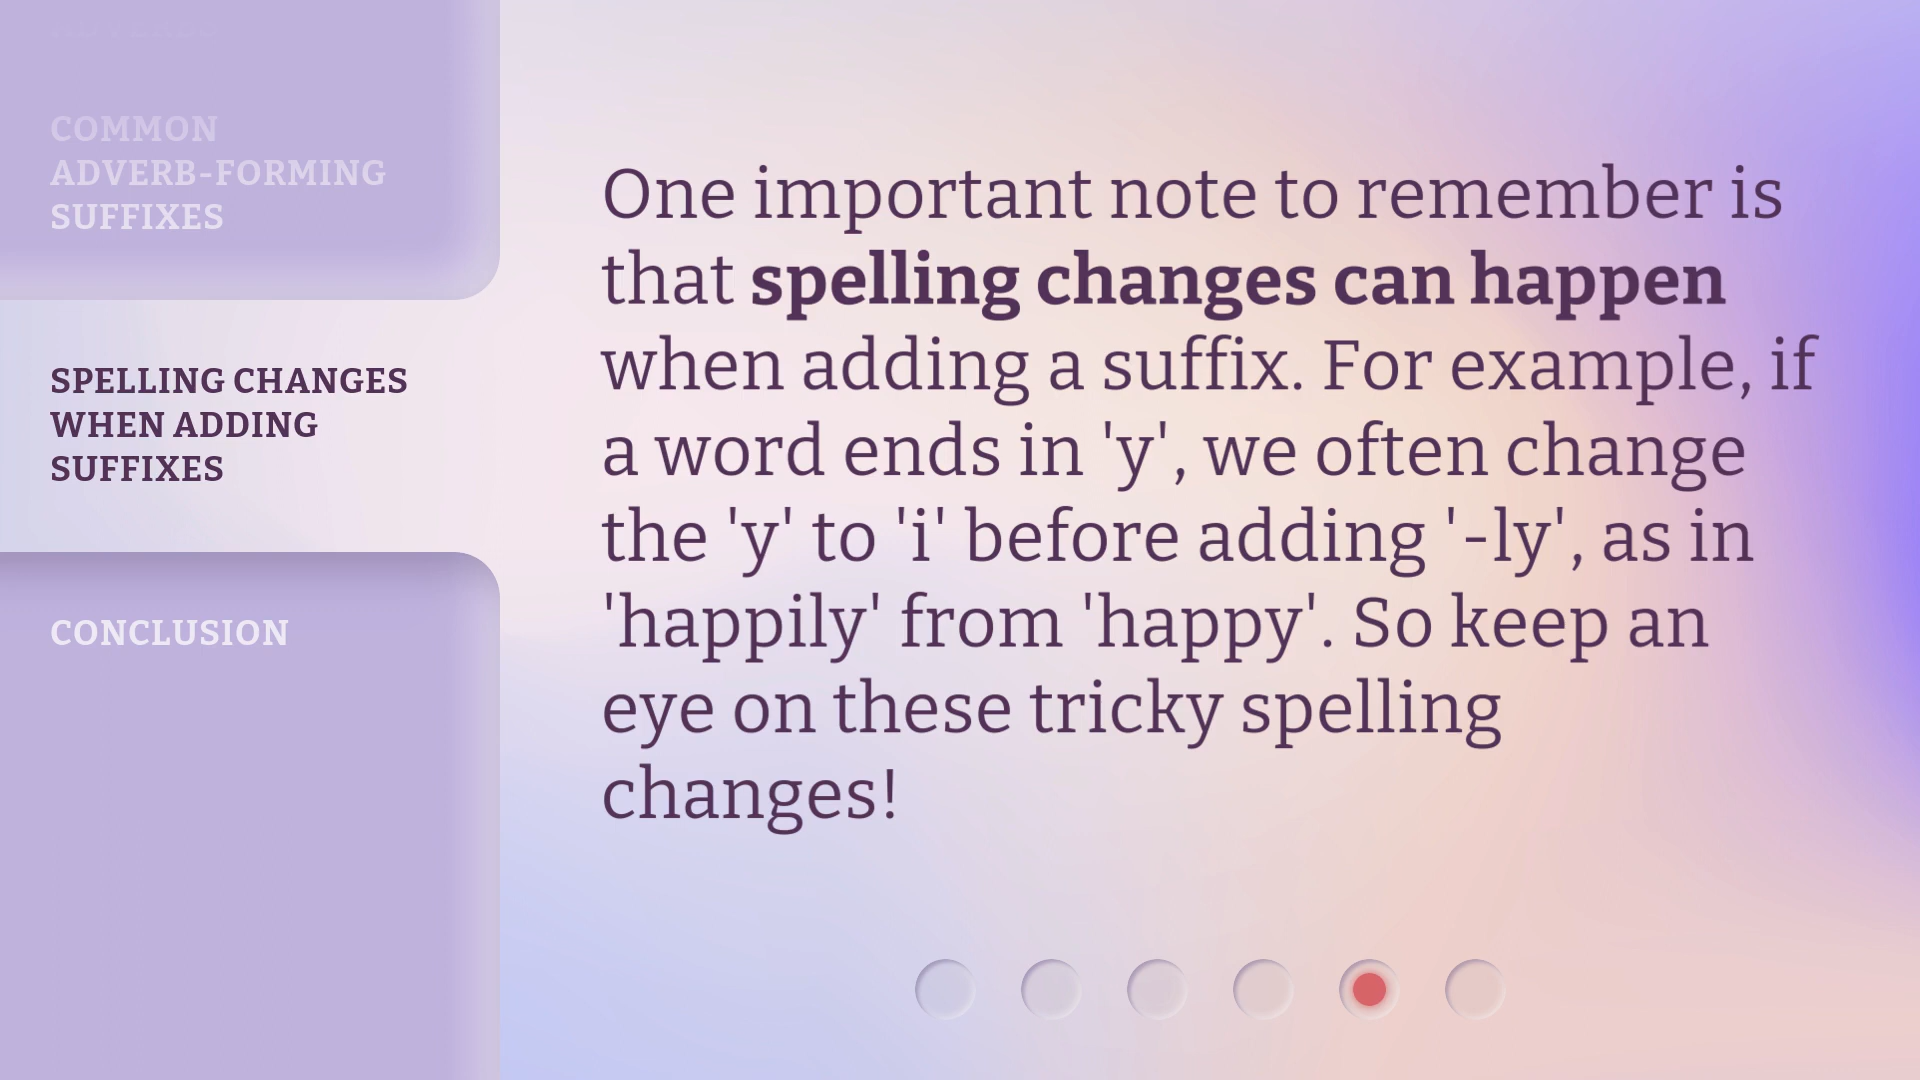 COMMON
ADVERB-FORMING
SUFFIXES
SPELLING CHANGES
WHEN ADDING
SUFFIXES
CONCLUSION
One important note to remember is
that spelling changes can happen
when adding a suffix. For example, if
a word ends in 'y', we often change
the 'y' to 'i' before adding '-ly', as in
'happily' from 'happy'. So keep an
eye on these tricky spelling
changes!